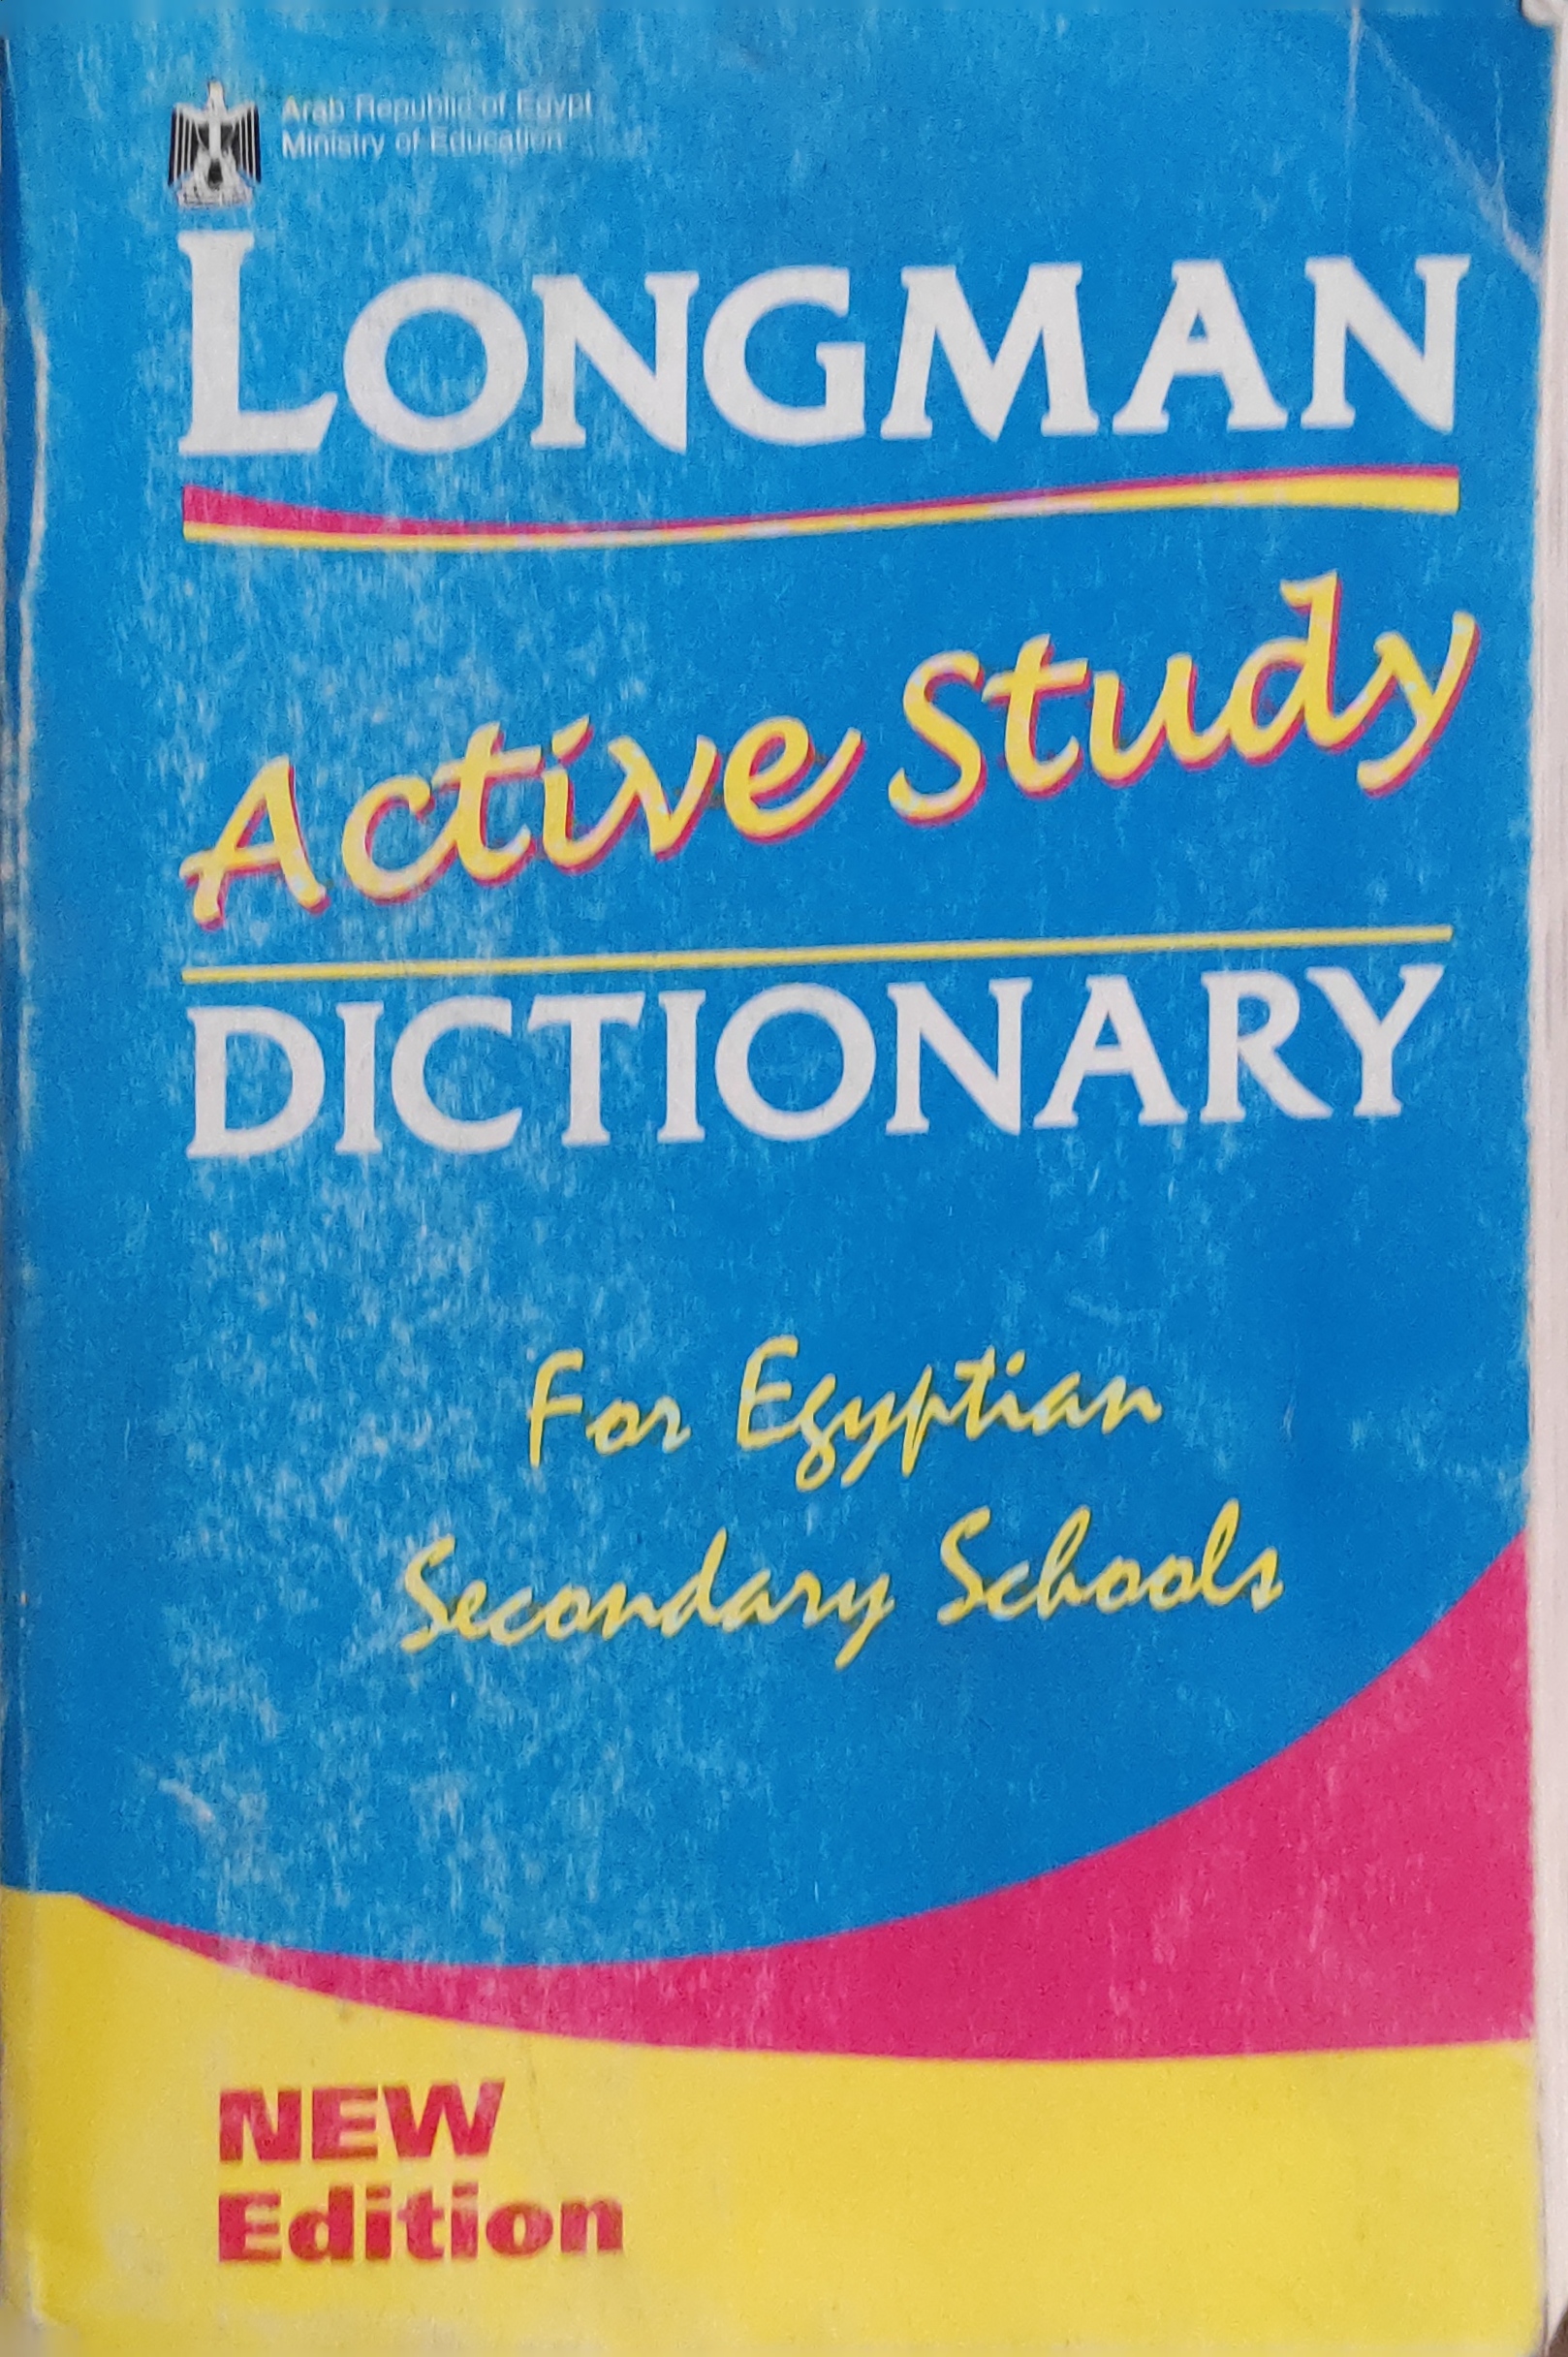 Arab Republic of Egypt
Ministry of Education
LONGMAN
Active Study
DICTIONARY
For Egyptian
Secondary Schools
NEW
Edition